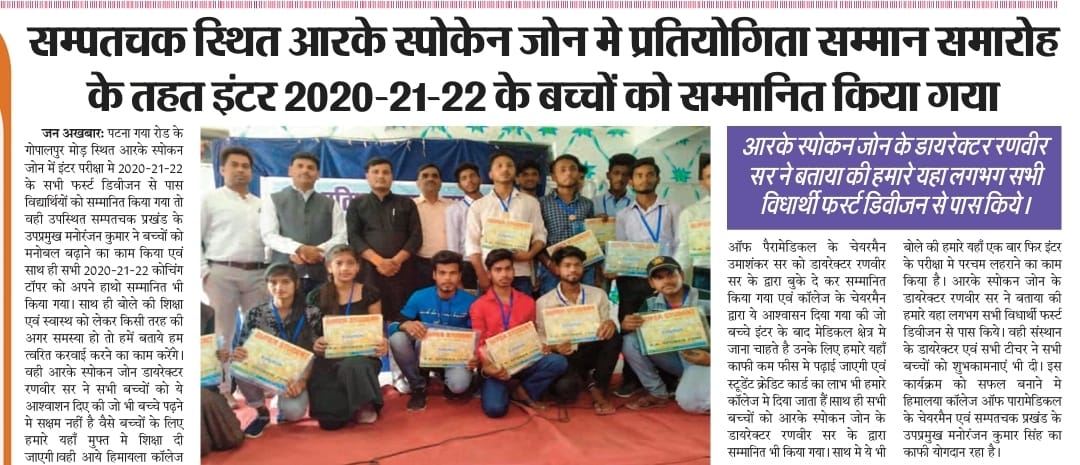 सम्पतचक स्थित आरके स्पोकेन जोन मे प्रतियोगिता सम्मान समारोह
के तहत इंटर 2020-21-22 के बच्चों को सम्मानित किया गया
जन अखबार: पटना गया रोड के
गोपालपुर मोड़ स्थित आरके स्पोकन
जोन में इंटर परीक्षा मे 2020-21-22
के सभी फर्स्ट डिवीजन से पास
विद्यार्थियों को सम्मानित किया गया तो
वही उपस्थित सम्पतचक प्रखंड के
उपप्रमुख मनोरंजन कुमार ने बच्चों को
मनोबल बढ़ाने का काम किया एवं
साथ ही सभी 2020-21-22 कोचिंग
टॉपर को अपने हाथो सम्मानित भी
किया गया। साथ ही बोले की शिक्षा
एवं स्वास्थ को लेकर किसी तरह की
अगर समस्या हो तो हमें बताये हम
त्वरित करवाई करने का काम करेंगे।
वही आरके स्पोकन जोन डायरेक्टर
रणवीर सर ने सभी बच्चों को ये
आश्वाशन दिए की जो भी बच्चे पढ़ने
मे सक्षम नहीं है वैसे बच्चों के लिए
हमारे यहाँ मुफ्त मे शिक्षा दी
जाएगी।वही आये हिमायला कॉलेज
SUPER STUDENT
R.K. SPOKEN ZONE
आरके स्पोकन जोन के डायरेक्टर रणवीर
सर ने बताया की हमारे यहा लगभग सभी
विधार्थी फर्स्ट डिवीजन से पास किये।
ऑफ पैरामेडिकल के चेयरमैन
उमाशंकर सर को डायरेक्टर रणवीर
सर के द्वारा बुके दे कर सम्मानित
किया गया एवं कॉलेज के चेयरमैन
द्वारा ये आश्वासन दिया गया की जो
बच्चे इंटर के बाद मेडिकल क्षेत्र मे
जाना चाहते है उनके लिए हमारे यहाँ
काफी कम फीस मे पढ़ाई जाएगी एवं
स्टूडेंट क्रेडिट कार्ड का लाभ भी हमारे
कॉलेज मे दिया जाता हैं।साथ ही सभी
बच्चों को आरके स्पोकन जोन के
डायरेक्टर रणवीर सर के द्वारा
सम्मानित भी किया गया। साथ मे ये भी
बोले की हमारे यहाँ एक बार फिर इंटर
के परीक्षा मे परचम लहराने का काम
किया है। आरके स्पोकन जोन के
डायरेक्टर रणवीर सर ने बताया की
हमारे यहा लगभग सभी विधार्थी फर्स्ट
डिवीजन से पास किये। वही संस्थान
के डायरेक्टर एवं सभी टीचर ने सभी
बच्चों को शुभकामनाएं भी दी। इस
कार्यक्रम को सफल बनाने मे
हिमालया कॉलेज ऑफ पारामेडिकल
के चेयरमैन एवं सम्पतचक प्रखंड के
उपप्रमुख मनोरंजन कुमार सिंह का
काफी योगदान रहा है।